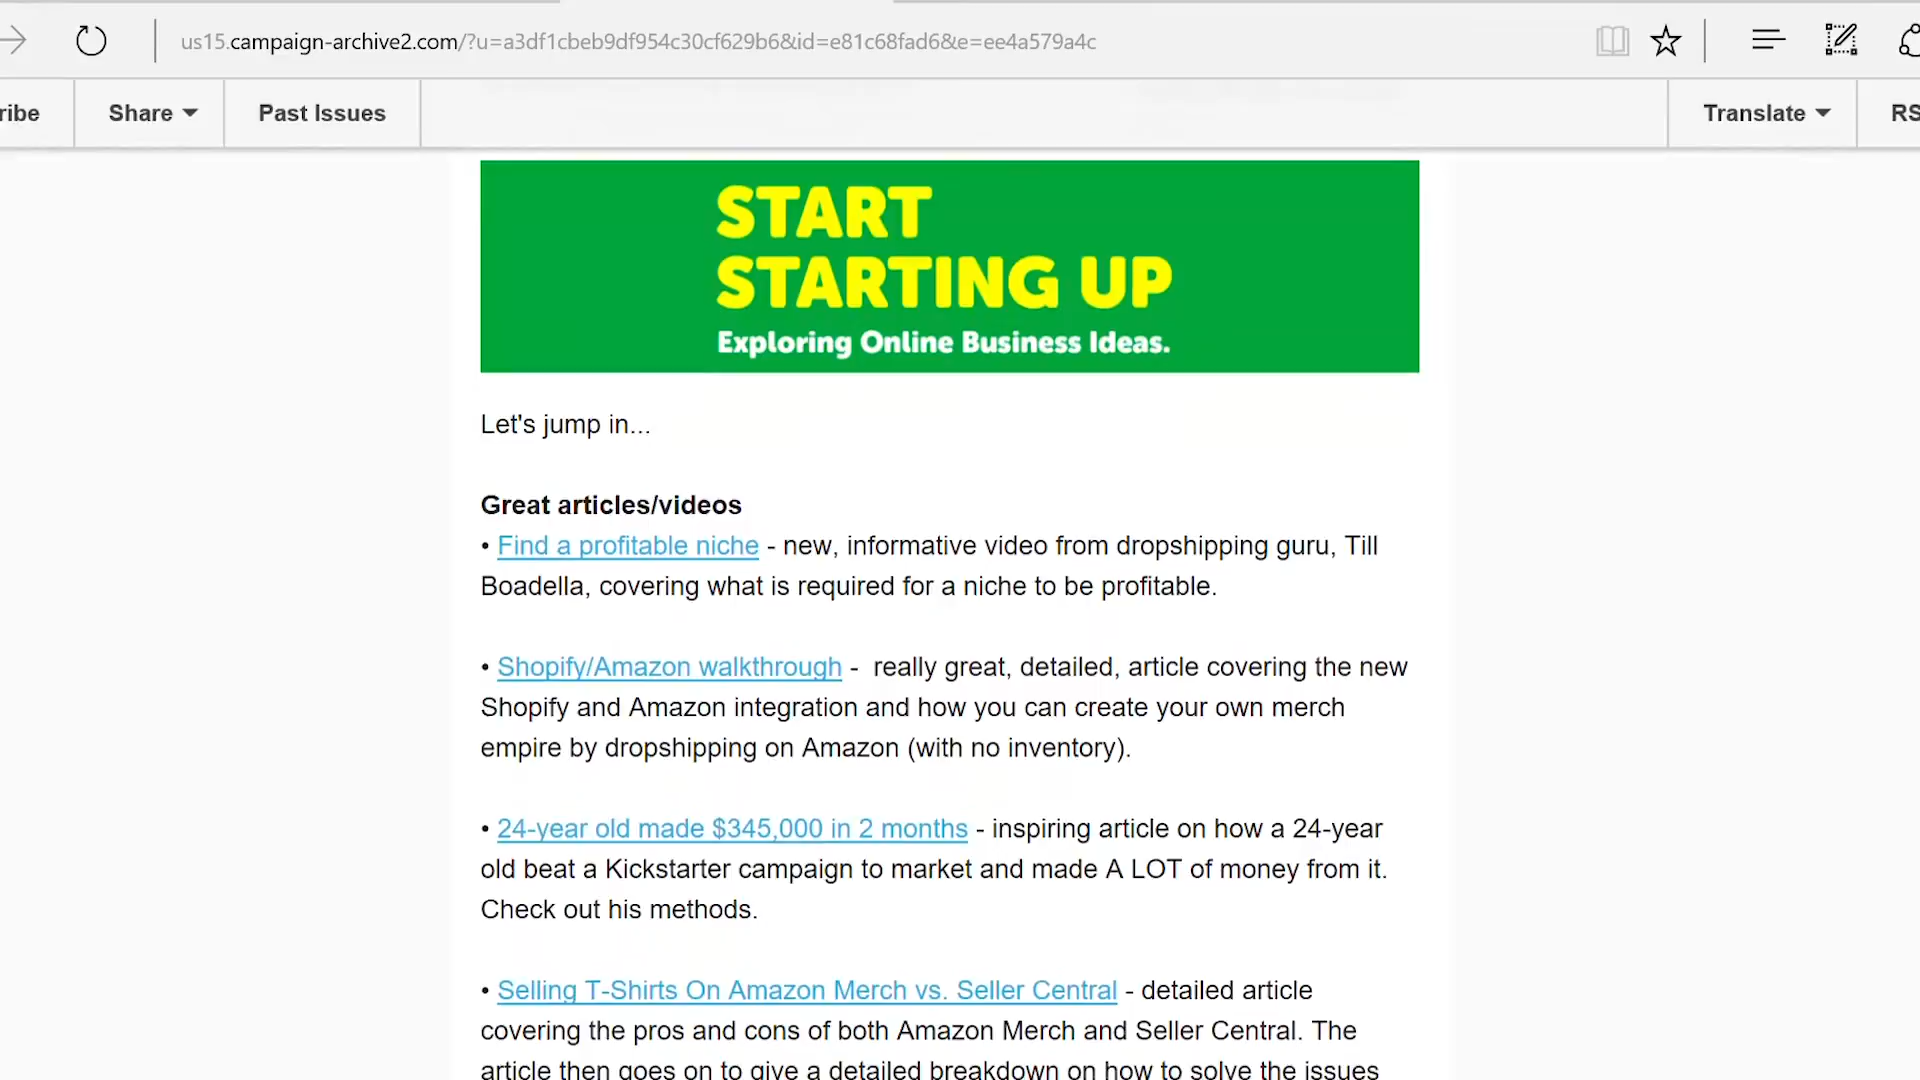 us15.campaign-archive2.com/?u=a3df1cbeb9df954c30cf629b6&id=e81c68fad6&e=ee4a579a4c
ribe Share Past Issues Translate RS
START
STARTING UP
Exploring Online Business Ideas.
Let's jump in...
Great articles/videos
• Find a profitable niche - new, informative video from dropshipping guru, Till
Boadella, covering what is required for a niche to be profitable.
• Shopify/Amazon walkthrough - really great, detailed, article covering the new
Shopify and Amazon integration and how you can create your own merch
empire by dropshipping on Amazon (with no inventory).
• 24-year old made $345,000 in 2 months - inspiring article on how a 24-year
old beat a Kickstarter campaign to market and made A LOT of money from it.
Check out his methods.
• Selling T-Shirts On Amazon Merch vs. Seller Central - detailed article
covering the pros and cons of both Amazon Merch and Seller Central. The
article then goes on to give a detailed breakdown on how to solve the issues